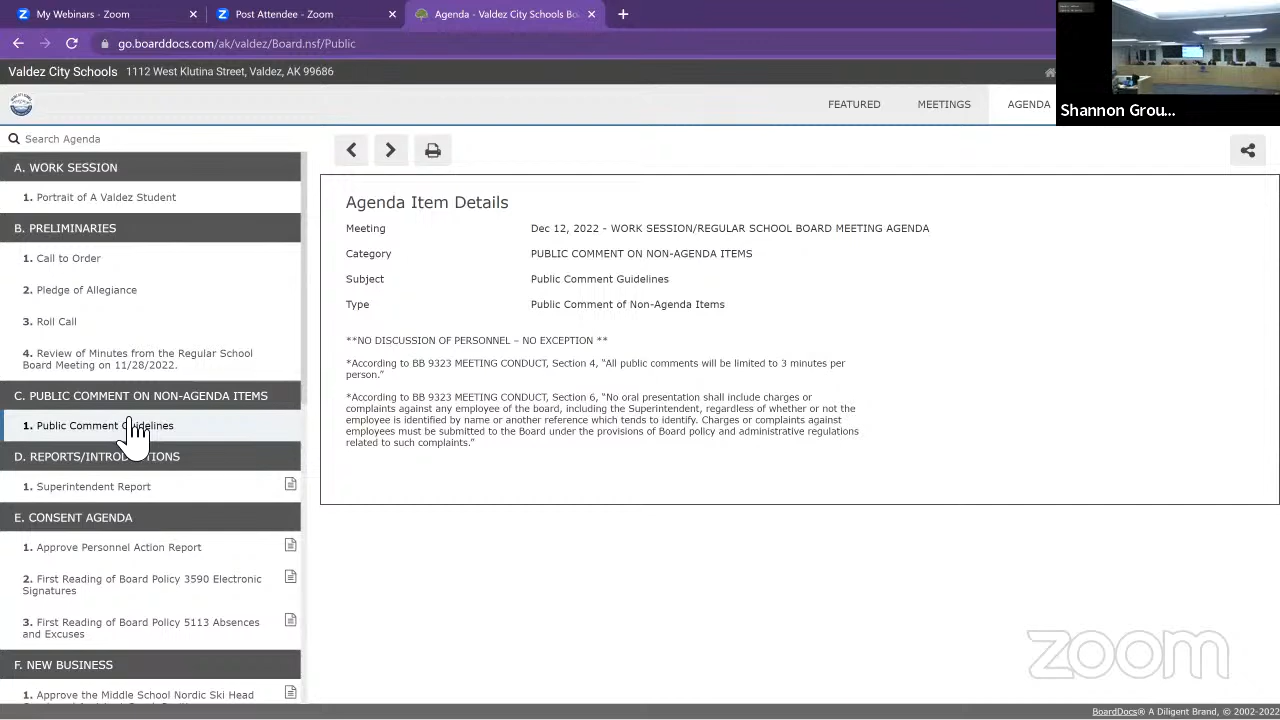 My Webinars - Zoom
Post Attendee - Zoom
Agenda - Valdez City Schools Bo
go.boarddocs.com/ak/valdez/Board.nsf/Public
Valdez City Schools 1112 West Klutina Street, Valdez, AK 99686
FEATURED
MEETINGS
AGENDA
Shannon Grou...
Search Agenda
A. WORK SESSION
1. Portrait of A Valdez Student
B. PRELIMINARIES
1. Call to Order
2. Pledge of Allegiance
3. Roll Call
4. Review of Minutes from the Regular School
Board Meeting on 11/28/2022.
C. PUBLIC COMMENT ON NON-AGENDA ITEMS
1. Public Comment Guidelines
D. REPORTS/INTRODUCTIONS
1. Superintendent Report
E. CONSENT AGENDA
1. Approve Personnel Action Report
2. First Reading of Board Policy 3590 Electronic
Signatures
3. First Reading of Board Policy 5113 Absences
and Excuses
F. NEW BUSINESS
1. Approve the Middle School Nordic Ski Head
Agenda Item Details
Meeting Dec 12, 2022 - WORK SESSION/REGULAR SCHOOL BOARD MEETING AGENDA
Category PUBLIC COMMENT ON NON-AGENDA ITEMS
Subject Public Comment Guidelines
Type Public Comment of Non-Agenda Items
**NO DISCUSSION OF PERSONNEL – NO EXCEPTION **
*According to BB 9323 MEETING CONDUCT, Section 4, “All public comments will be limited to 3 minutes per
person.”
*According to BB 9323 MEETING CONDUCT, Section 6, “No oral presentation shall include charges or
complaints against any employee of the board, including the Superintendent, regardless of whether or not the
employee is identified by name or another reference which tends to identify. Charges or complaints against
employees must be submitted to the Board under the provisions of Board policy and administrative regulations
related to such complaints.”
zoom
BoardDocs® A Diligent Brand, © 2002-2022